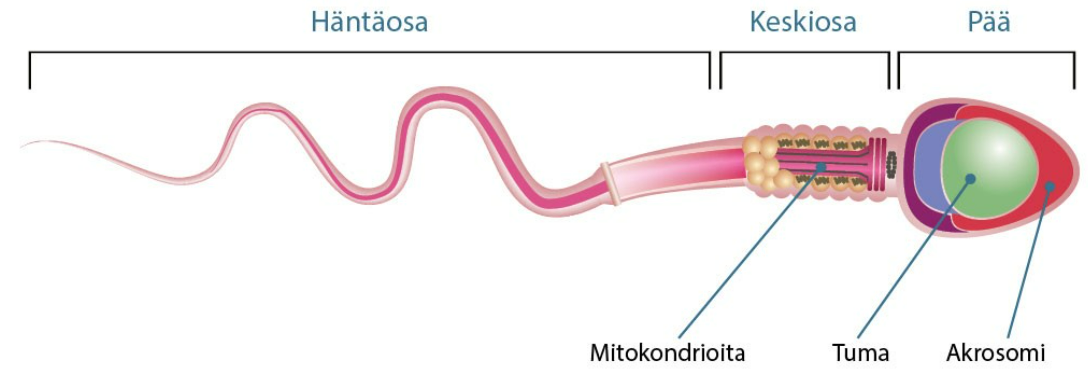 Häntäosa
Keskiosa
Pää
Mitokondrioita
Tuma
Akrosomi